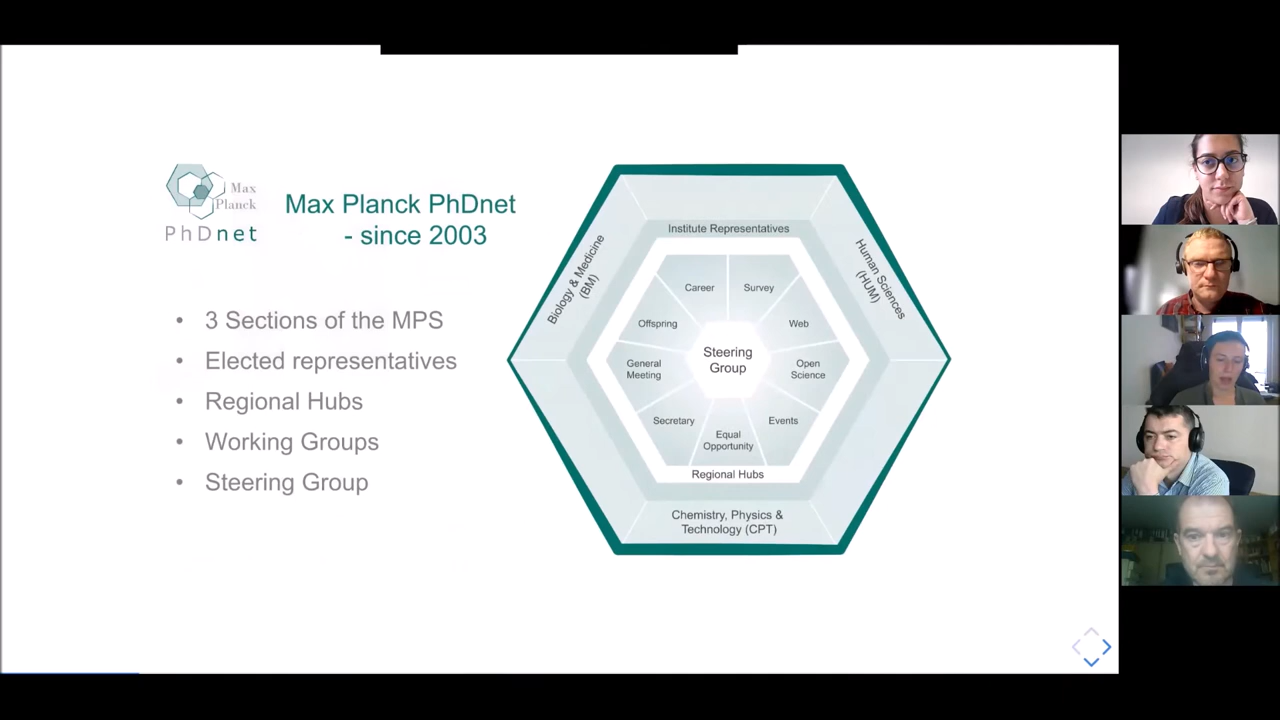 Max
Planck
PhDnet
Max Planck PhDnet
- since 2003
• 3 Sections of the MPS
• Elected representatives
• Regional Hubs
• Working Groups
• Steering Group
Institute Representatives
Biology & Medicine
(BM)
Human Sciences
(HUM)
Career
Survey
Offspring
Web
General
Meeting
Steering
Group
Open
Science
Secretary
Events
Equal
Opportunity
Regional Hubs
Chemistry, Physics &
Technology (CPT)